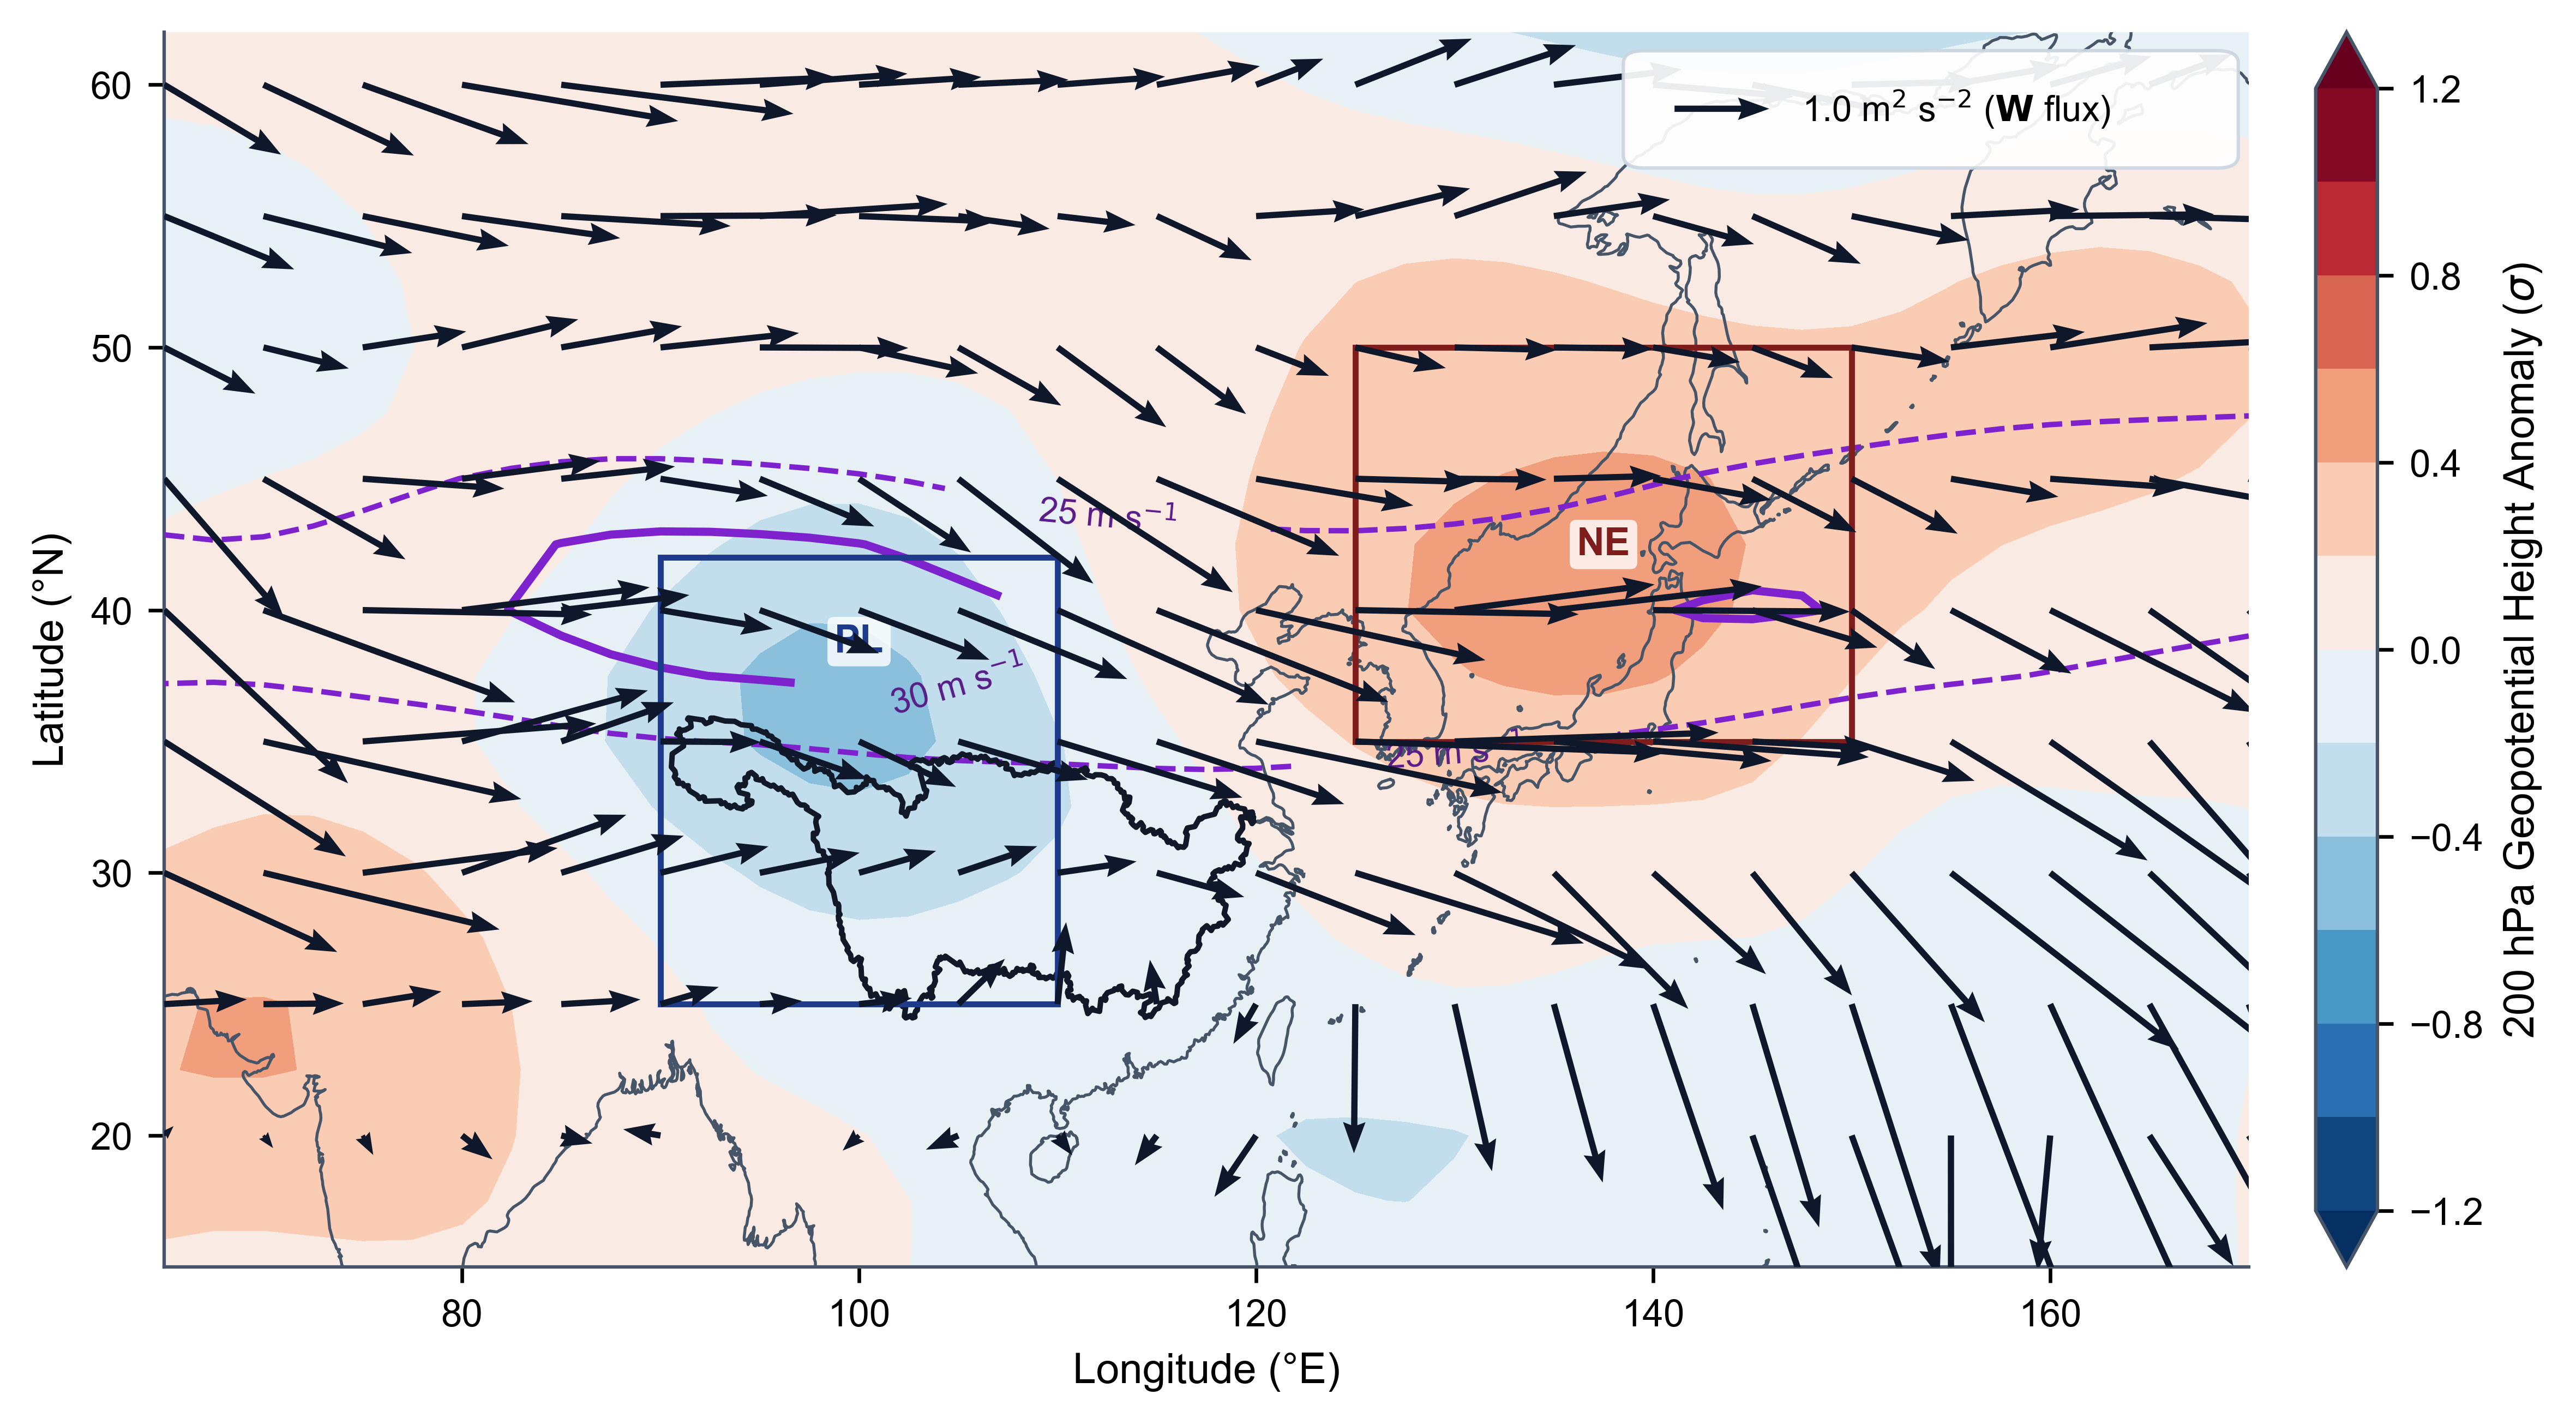 1.0 m² s⁻² (W flux)
60
50
40
30
20
Latitude (°N)
25 m s⁻¹
NE
PL
30 m s⁻¹
25 m s⁻¹
80
100
120
140
160
Longitude (°E)
1.2
0.8
0.4
0.0
−0.4
−0.8
−1.2
200 hPa Geopotential Height Anomaly (σ)